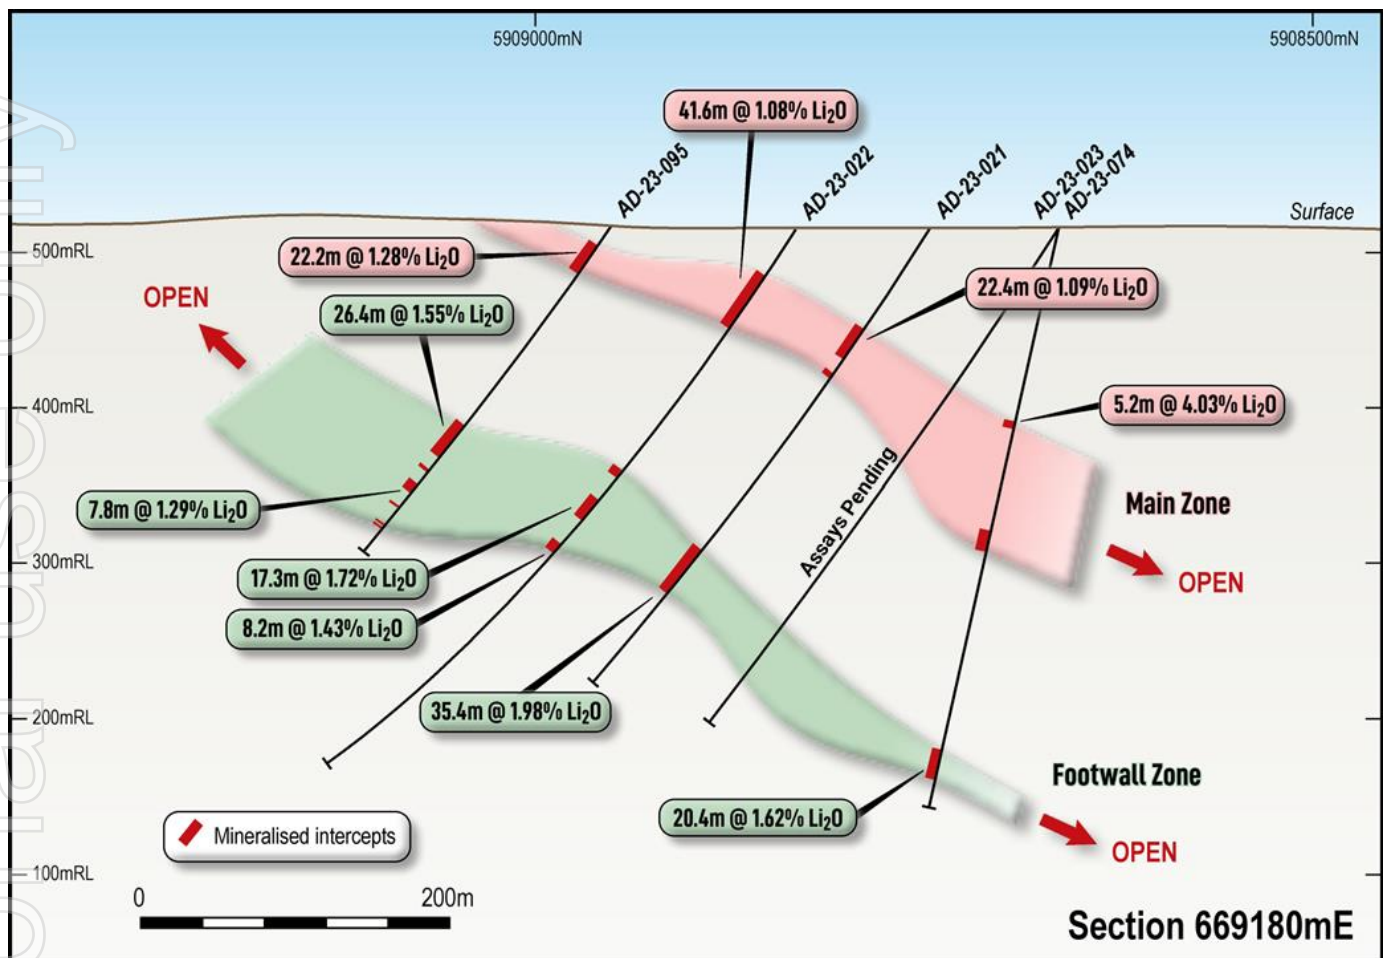 5909000mN
5908500mN
41.6m @ 1.08% Li₂O
AD-23-095
AD-23-022
AD-23-021
AD-23-023
AD-23-074
Surface
500mRL
22.2m @ 1.28% Li₂O
22.4m @ 1.09% Li₂O
OPEN
26.4m @ 1.55% Li₂O
400mRL
5.2m @ 4.03% Li₂O
Assays Pending
7.8m @ 1.29% Li₂O
Main Zone
300mRL
17.3m @ 1.72% Li₂O
OPEN
8.2m @ 1.43% Li₂O
200mRL
35.4m @ 1.98% Li₂O
Footwall Zone
20.4m @ 1.62% Li₂O
Mineralised intercepts
OPEN
100mRL
0
200m
Section 669180mE